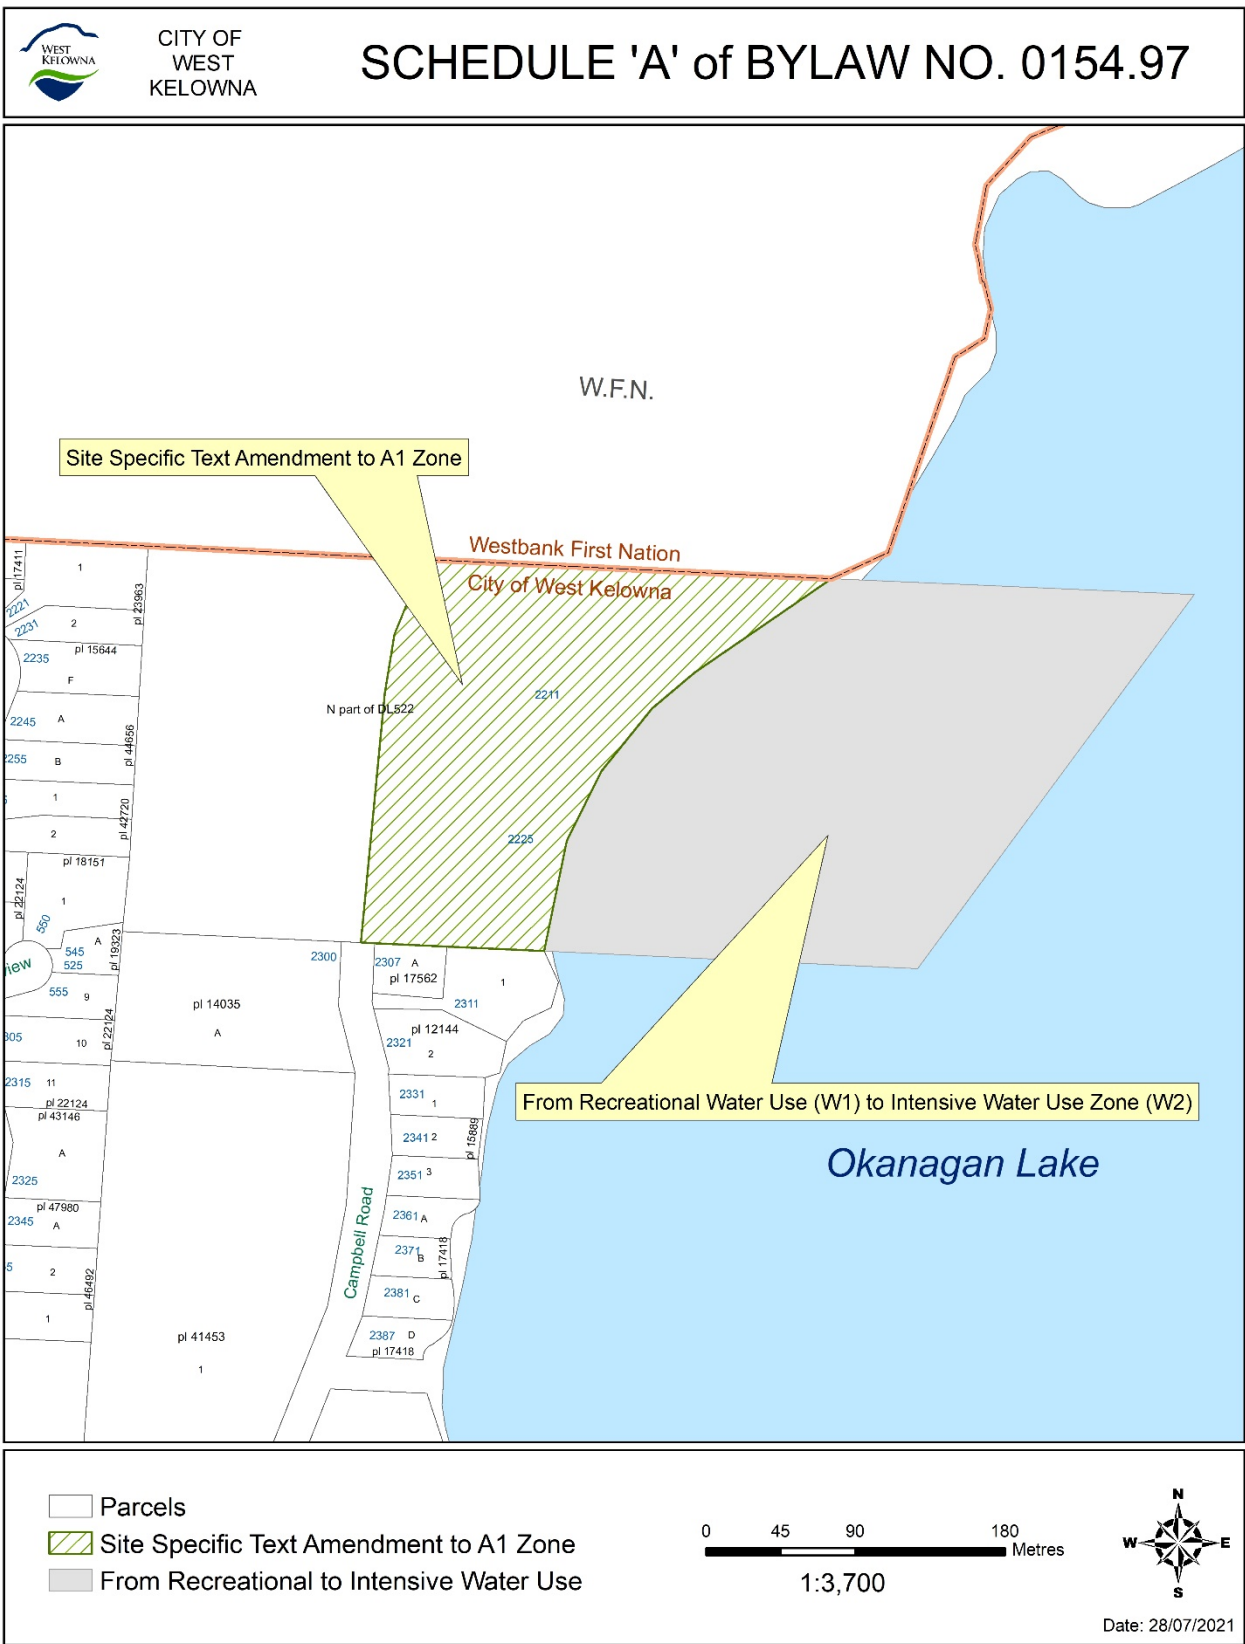 WEST
KELOWNA
CITY OF
WEST
KELOWNA
SCHEDULE 'A' of BYLAW NO. 0154.97
W.F.N.
Site Specific Text Amendment to A1 Zone
Westbank First Nation
City of West Kelowna
pl 17411
1
2221
2231
2
pl 23963
2235
pl 15644
F
2245
A
pl 44656
2255
B
1
2
pl 42720
pl 18151
pl 22124
1
550
A
545
525
pl 19323
view
555
9
10
pl 22124
2315
11
pl 22124
pl 43146
A
2325
pl 47980
2345
A
5
2
pl 46492
1
N part of DL522
2211
2225
2300
2307
A
pl 17562
1
2311
pl 14035
A
pl 12144
2321
2
2331
1
2341
2
pl 15889
2351
3
2361
A
2371
B
pl 17418
2381
C
2387
D
pl 17418
Campbell Road
pl 41453
1
From Recreational Water Use (W1) to Intensive Water Use Zone (W2)
Okanagan Lake
Parcels
Site Specific Text Amendment to A1 Zone
From Recreational to Intensive Water Use
0
45
90
180
Metres
1:3,700
N
W
E
S
Date: 28/07/2021